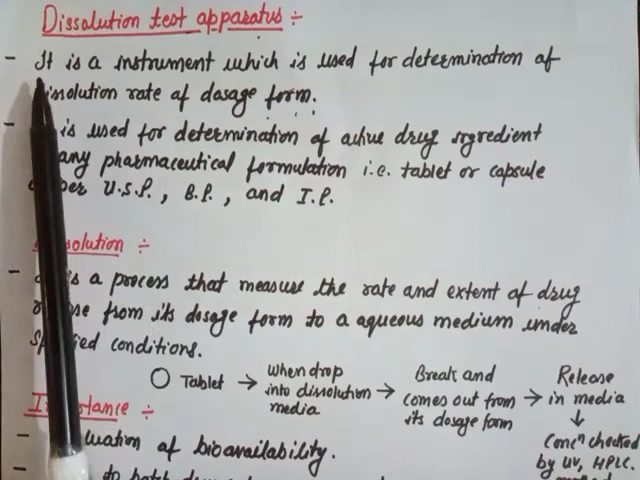 Dissolution test apparatus ÷
- It is a instrument which is used for determination of
dissolution rate of dosage form.
- is used for determination of active drug ingredient
any pharmaceutical formulation i.e. tablet or capsule
per U.S.P., B.P., and I.P.
Dissolution ÷
- is a process that measure the rate and extent of drug
from its dosage form to a aqueous medium under
conditions.
Tablet → When drop into dissolution media → Break and comes out from its dosage form → Release in media
↓
Concn checked
by UV, HPLC.
Importance ÷
- of bioavailability.
- to batch